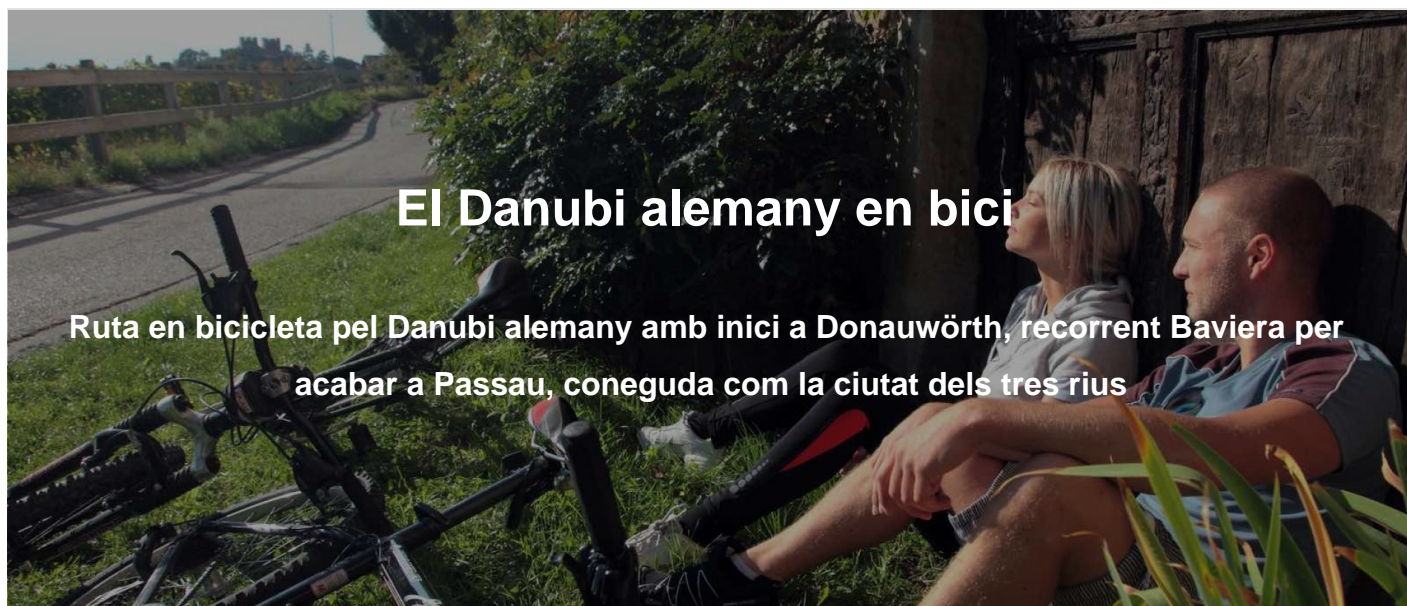 El Danubi alemany en bici
Ruta en bicicleta pel Danubi alemany amb inici a Donauwörth, recorrent Baviera per
acabar a Passau, coneguda com la ciutat dels tres rius